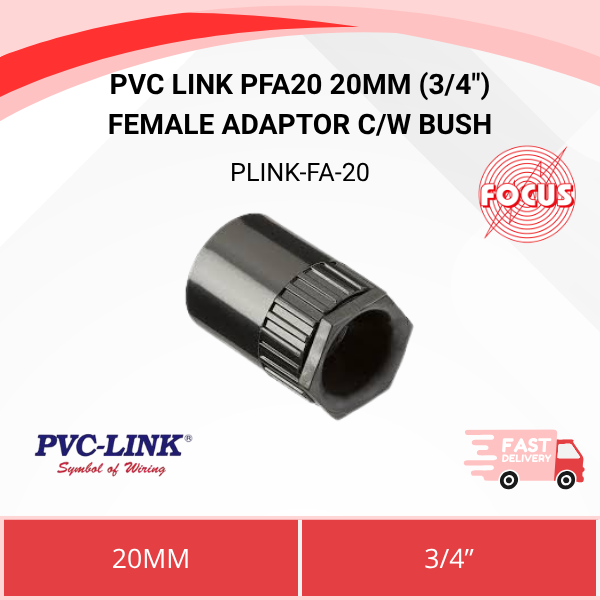 PVC LINK PFA20 20MM (3/4")
FEMALE ADAPTOR C/W BUSH
PLINK-FA-20
FOCUS
PVC-LINK®
Symbol of Wiring
FAST
DELIVERY
20MM
3/4”